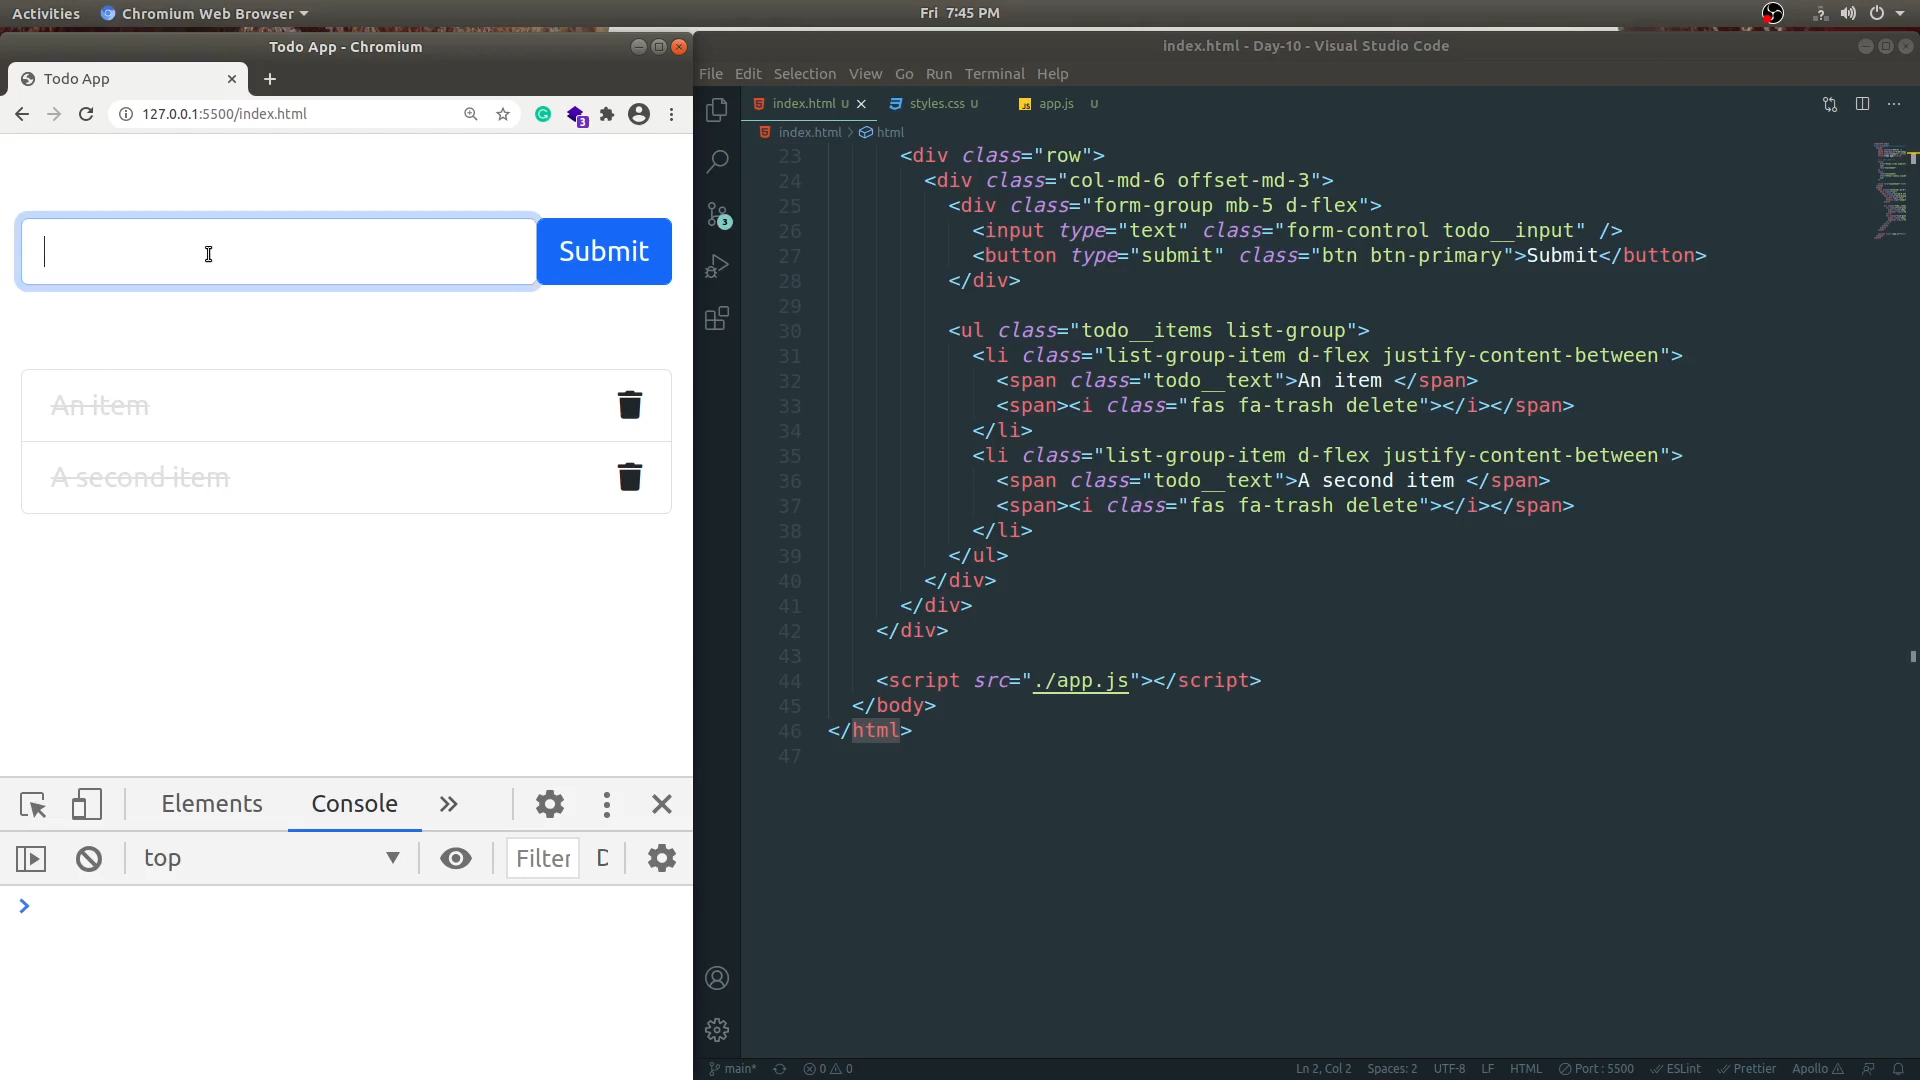 Activities Chromium Web Browser Fri 7:45 PM
Todo App - Chromium
Todo App
127.0.0.1:5500/index.html
3
Submit
An item
A second item
Elements Console
top Filter D
index.html - Day-10 - Visual Studio Code
File Edit Selection View Go Run Terminal Help
index.html U styles.css U JS app.js U
index.html > html
3
23 <div class="row">
24 <div class="col-md-6 offset-md-3">
25 <div class="form-group mb-5 d-flex">
26 <input type="text" class="form-control todo__input" />
27 <button type="submit" class="btn btn-primary">Submit</button>
28 </div>
29
30 <ul class="todo__items list-group">
31 <li class="list-group-item d-flex justify-content-between">
32 <span class="todo__text">An item </span>
33 <span><i class="fas fa-trash delete"></i></span>
34 </li>
35 <li class="list-group-item d-flex justify-content-between">
36 <span class="todo__text">A second item </span>
37 <span><i class="fas fa-trash delete"></i></span>
38 </li>
39 </ul>
40 </div>
41 </div>
42 </div>
43
44 <script src="./app.js"></script>
45 </body>
46 </html>
47
main* 0 0 Ln 2, Col 2 Spaces: 2 UTF-8 LF HTML Port : 5500 ESLint Prettier Apollo